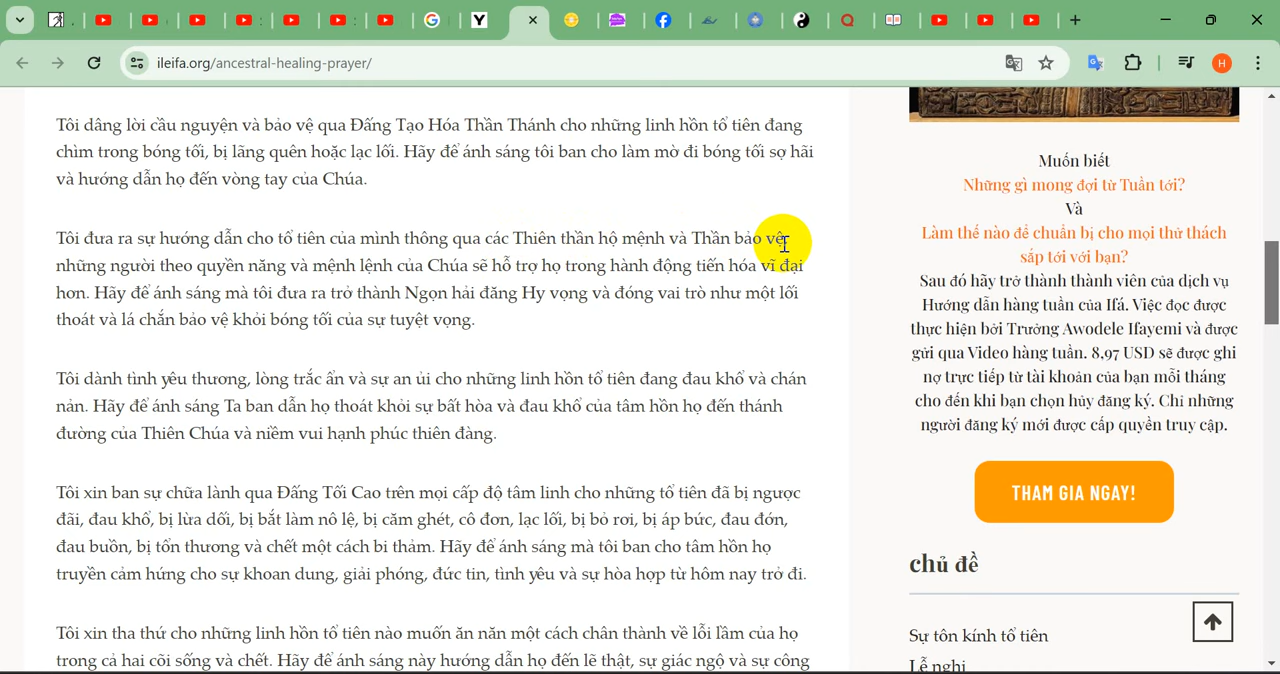 ileifa.org/ancestral-healing-prayer/
H
Tôi dâng lời cầu nguyện và bảo vệ qua Đấng Tạo Hóa Thần Thánh cho những linh hồn tổ tiên đang
chìm trong bóng tối, bị lãng quên hoặc lạc lối. Hãy để ánh sáng tôi ban cho làm mờ đi bóng tối sợ hãi
và hướng dẫn họ đến vòng tay của Chúa.
Tôi đưa ra sự hướng dẫn cho tổ tiên của mình thông qua các Thiên thần hộ mệnh và Thần bảo vệ,
những người theo quyền năng và mệnh lệnh của Chúa sẽ hỗ trợ họ trong hành động tiến hóa vĩ đại
hơn. Hãy để ánh sáng mà tôi đưa ra trở thành Ngọn hải đăng Hy vọng và đóng vai trò như một lối
thoát và lá chắn bảo vệ khỏi bóng tối của sự tuyệt vọng.
Tôi dành tình yêu thương, lòng trắc ẩn và sự an ủi cho những linh hồn tổ tiên đang đau khổ và chán
nản. Hãy để ánh sáng Ta ban dẫn họ thoát khỏi sự bất hòa và đau khổ của tâm hồn họ đến thánh
đường của Thiên Chúa và niềm vui hạnh phúc thiên đàng.
Tôi xin ban sự chữa lành qua Đấng Tối Cao trên mọi cấp độ tâm linh cho những tổ tiên đã bị ngược
đãi, đau khổ, bị lừa dối, bị bắt làm nô lệ, bị căm ghét, cô đơn, lạc lối, bị bỏ rơi, bị áp bức, đau đớn,
đau buồn, bị tổn thương và chết một cách bi thảm. Hãy để ánh sáng mà tôi ban cho tâm hồn họ
truyền cảm hứng cho sự khoan dung, giải phóng, đức tin, tình yêu và sự hòa hợp từ hôm nay trở đi.
Tôi xin tha thứ cho những linh hồn tổ tiên nào muốn ăn năn một cách chân thành về lỗi lầm của họ
trong cả hai cõi sống và chết. Hãy để ánh sáng này hướng dẫn họ đến lẽ thật, sự giác ngộ và sự công
Muốn biết
Những gì mong đợi từ Tuần tới?
Và
Làm thế nào để chuẩn bị cho mọi thử thách
sắp tới với bạn?
Sau đó hãy trở thành thành viên của dịch vụ
Hướng dẫn hàng tuần của Ifá. Việc đọc được
thực hiện bởi Trưởng Awodele Ifayemi và được
gửi qua Video hàng tuần. 8,97 USD sẽ được ghi
nợ trực tiếp từ tài khoản của bạn mỗi tháng
cho đến khi bạn chọn hủy đăng ký. Chỉ những
người đăng ký mới được cấp quyền truy cập.
THAM GIA NGAY!
chủ đề
Sự tôn kính tổ tiên
Lễ nghi